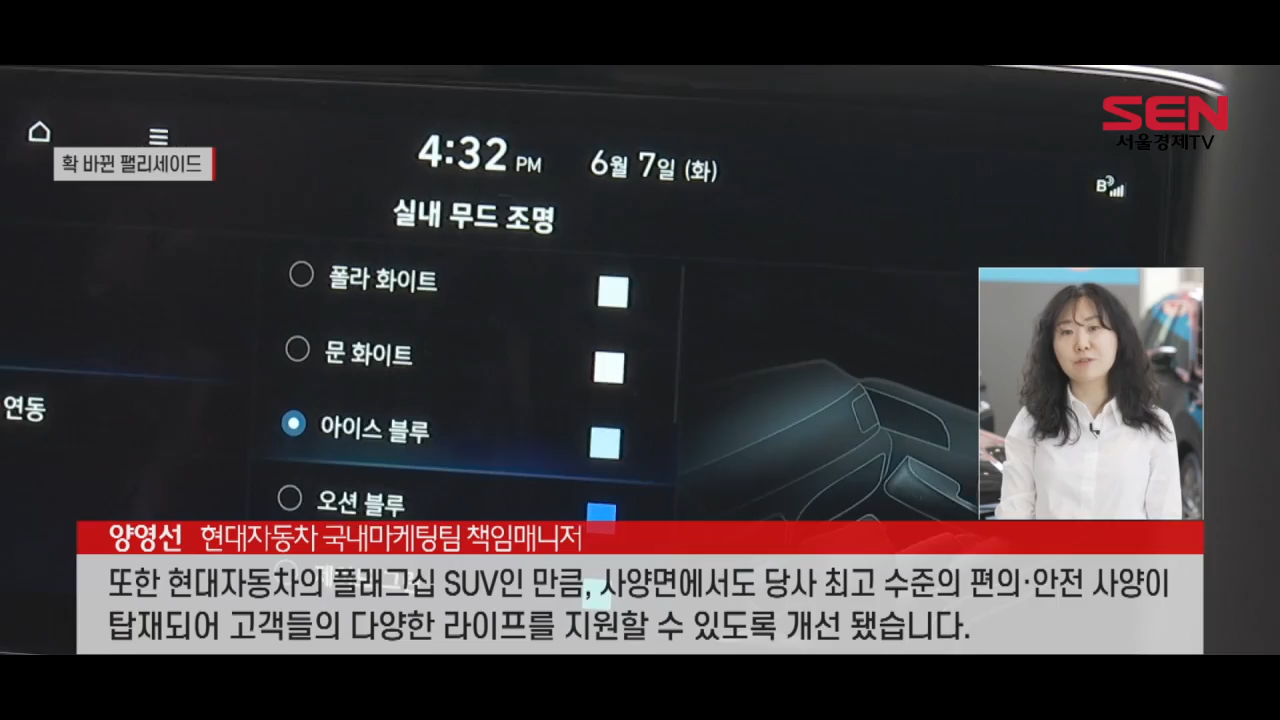 SEN
서울경제TV
확 바뀐 팰리세이드
4:32 PM 6월 7일 (화)
B
실내 무드 조명
폴라 화이트
문 화이트
아이스 블루
연동
오션 블루
양영선 현대자동차 국내마케팅팀 책임매니저
또한 현대자동차의 플래그십 SUV인 만큼, 사양면에서도 당사 최고 수준의 편의·안전 사양이
탑재되어 고객들의 다양한 라이프를 지원할 수 있도록 개선 됐습니다.